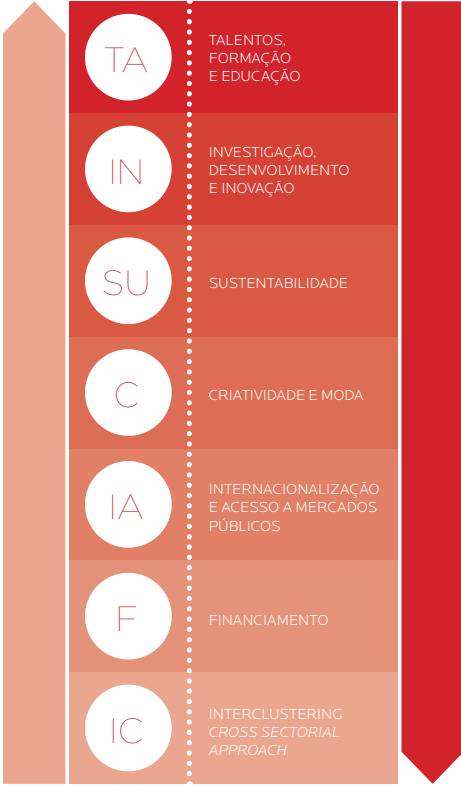 TA
TALENTOS,
FORMAÇÃO
E EDUCAÇÃO
IN
INVESTIGAÇÃO,
DESENVOLVIMENTO
E INOVAÇÃO
SU
SUSTENTABILIDADE
C
CRIATIVIDADE E MODA
IA
INTERNACIONALIZAÇÃO
E ACESSO A MERCADOS
PÚBLICOS
F
FINANCIAMENTO
IC
INTERCLUSTERING
CROSS SECTORIAL
APPROACH